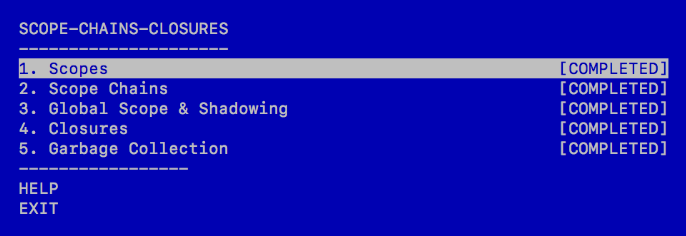 SCOPE-CHAINS-CLOSURES
---------------------
1. Scopes [COMPLETED]
2. Scope Chains [COMPLETED]
3. Global Scope & Shadowing [COMPLETED]
4. Closures [COMPLETED]
5. Garbage Collection [COMPLETED]
-----------------
HELP
EXIT